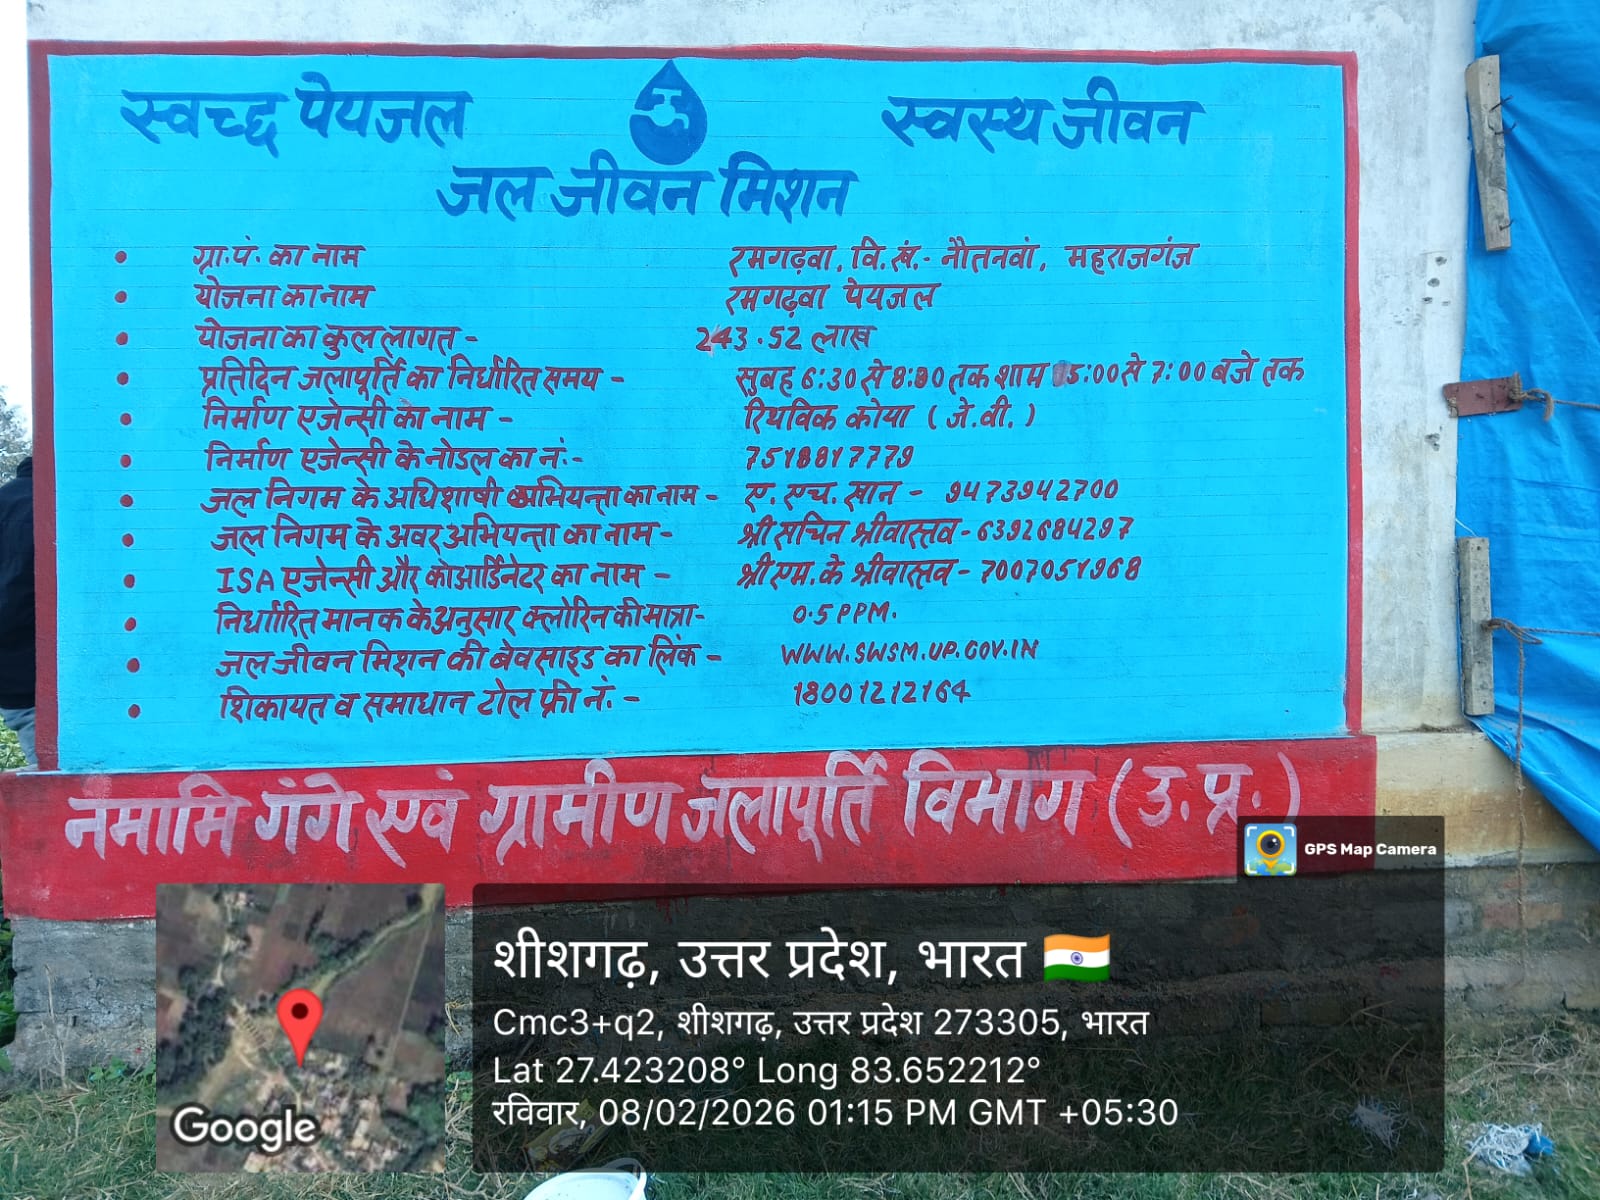 स्वच्छ पेयजल
स्वस्थ जीवन
जल जीवन मिशन
• ग्रा.पं. का नाम रमगढ़वा, वि.खं.- नौतनवां, महराजगंज
• योजना का नाम रमगढ़वा पेयजल
• योजना का कुल लागत - 243.52 लाख
• प्रतिदिन जलापूर्ति का निर्धारित समय - सुबह 6:30 से 8:00 तक शाम 05:00 से 7:00 बजे तक
• निर्माण एजेन्सी का नाम - रिथविक कोया (जे.वी.)
• निर्माण एजेन्सी के नोडल का नं.- 7518817779
• जल निगम के अधिशाषी अभियन्ता का नाम - ए. एच. खान - 9473942700
• जल निगम के अवर अभियन्ता का नाम - श्री सचिन श्रीवास्तव - 6392684297
• ISA एजेन्सी और कोआर्डिनेटर का नाम - श्री एम. के श्रीवास्तव - 7007051968
• निर्धारित मानक के अनुसार क्लोरिन की मात्रा- 0.5 PPM.
• जल जीवन मिशन की बेवसाइड का लिंक - WWW.SWSM.UP.GOV.IN
• शिकायत व समाधान टोल फ्री नं. - 18001212164
नमामि गंगे एवं ग्रामीण जलापूर्ति विभाग (उ.प्र.)
GPS Map Camera
शीशगढ़, उत्तर प्रदेश, भारत
Cmc3+q2, शीशगढ़, उत्तर प्रदेश 273305, भारत
Lat 27.423208° Long 83.652212°
रविवार, 08/02/2026 01:15 PM GMT +05:30
Google